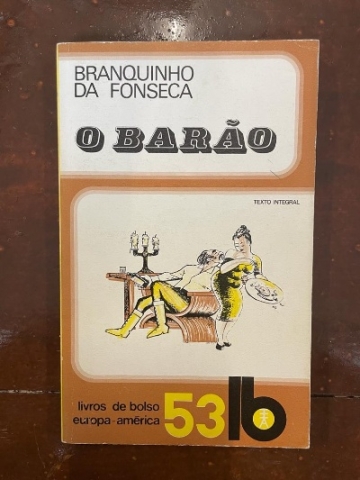 BRANQUINHO
DA FONSECA
O BARÃO
TEXTO INTEGRAL
livros de bolso
europa-américa
53 lb